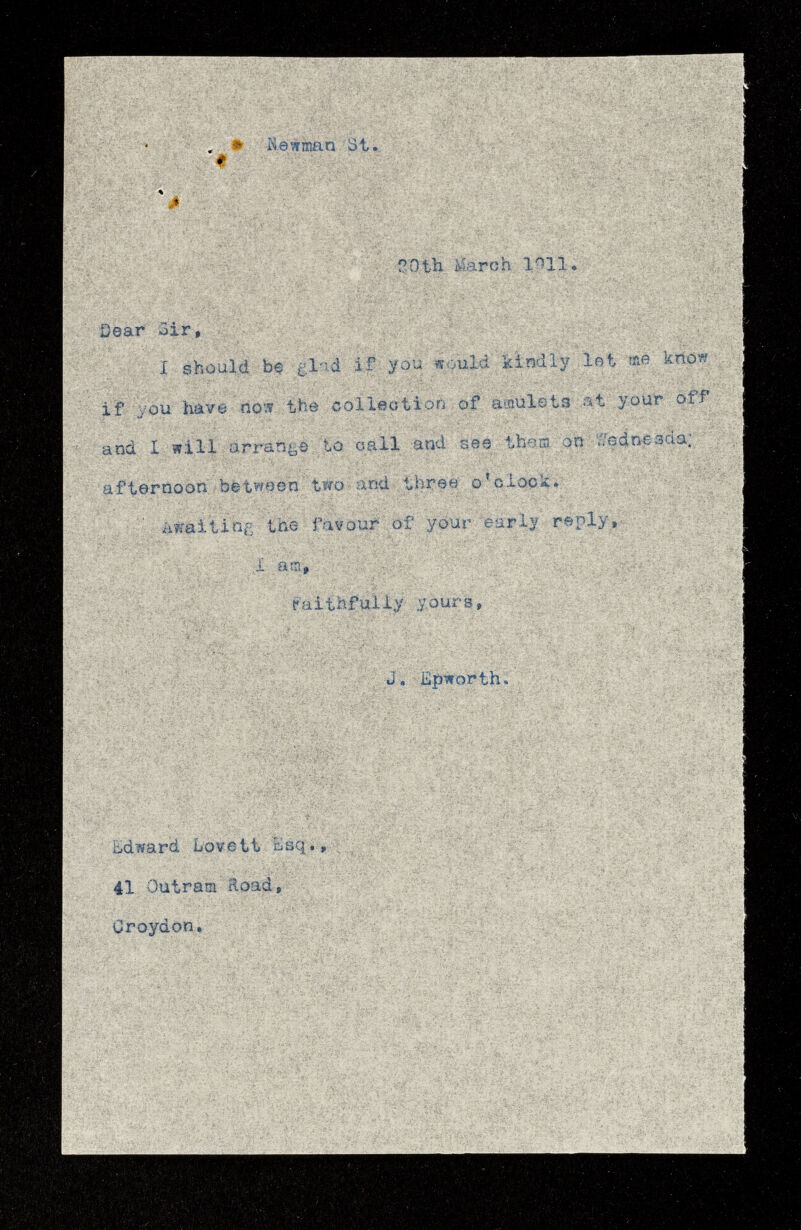 Newman St.
20th March 1911.
Dear Sir,
I should be glad if you would kindly let me know
if you have now the collection of amulets at your off
and I will arrange to call and see them on Wednesday
afternoon between two and three o'clock.
Awaiting the favour of your early reply,
I am,
Faithfully yours,
J. Epworth.
Edward Lovett Esq.,
41 Outram Road,
Croydon.